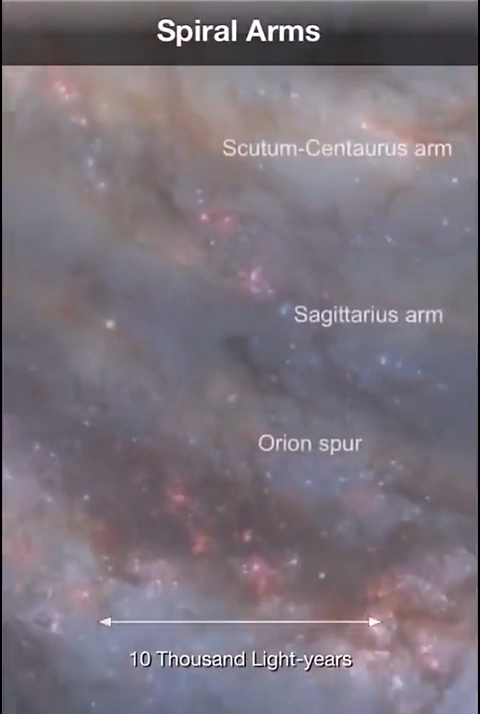 Spiral Arms
Scutum-Centaurus arm
Sagittarius arm
Orion spur
10 Thousand Light-years